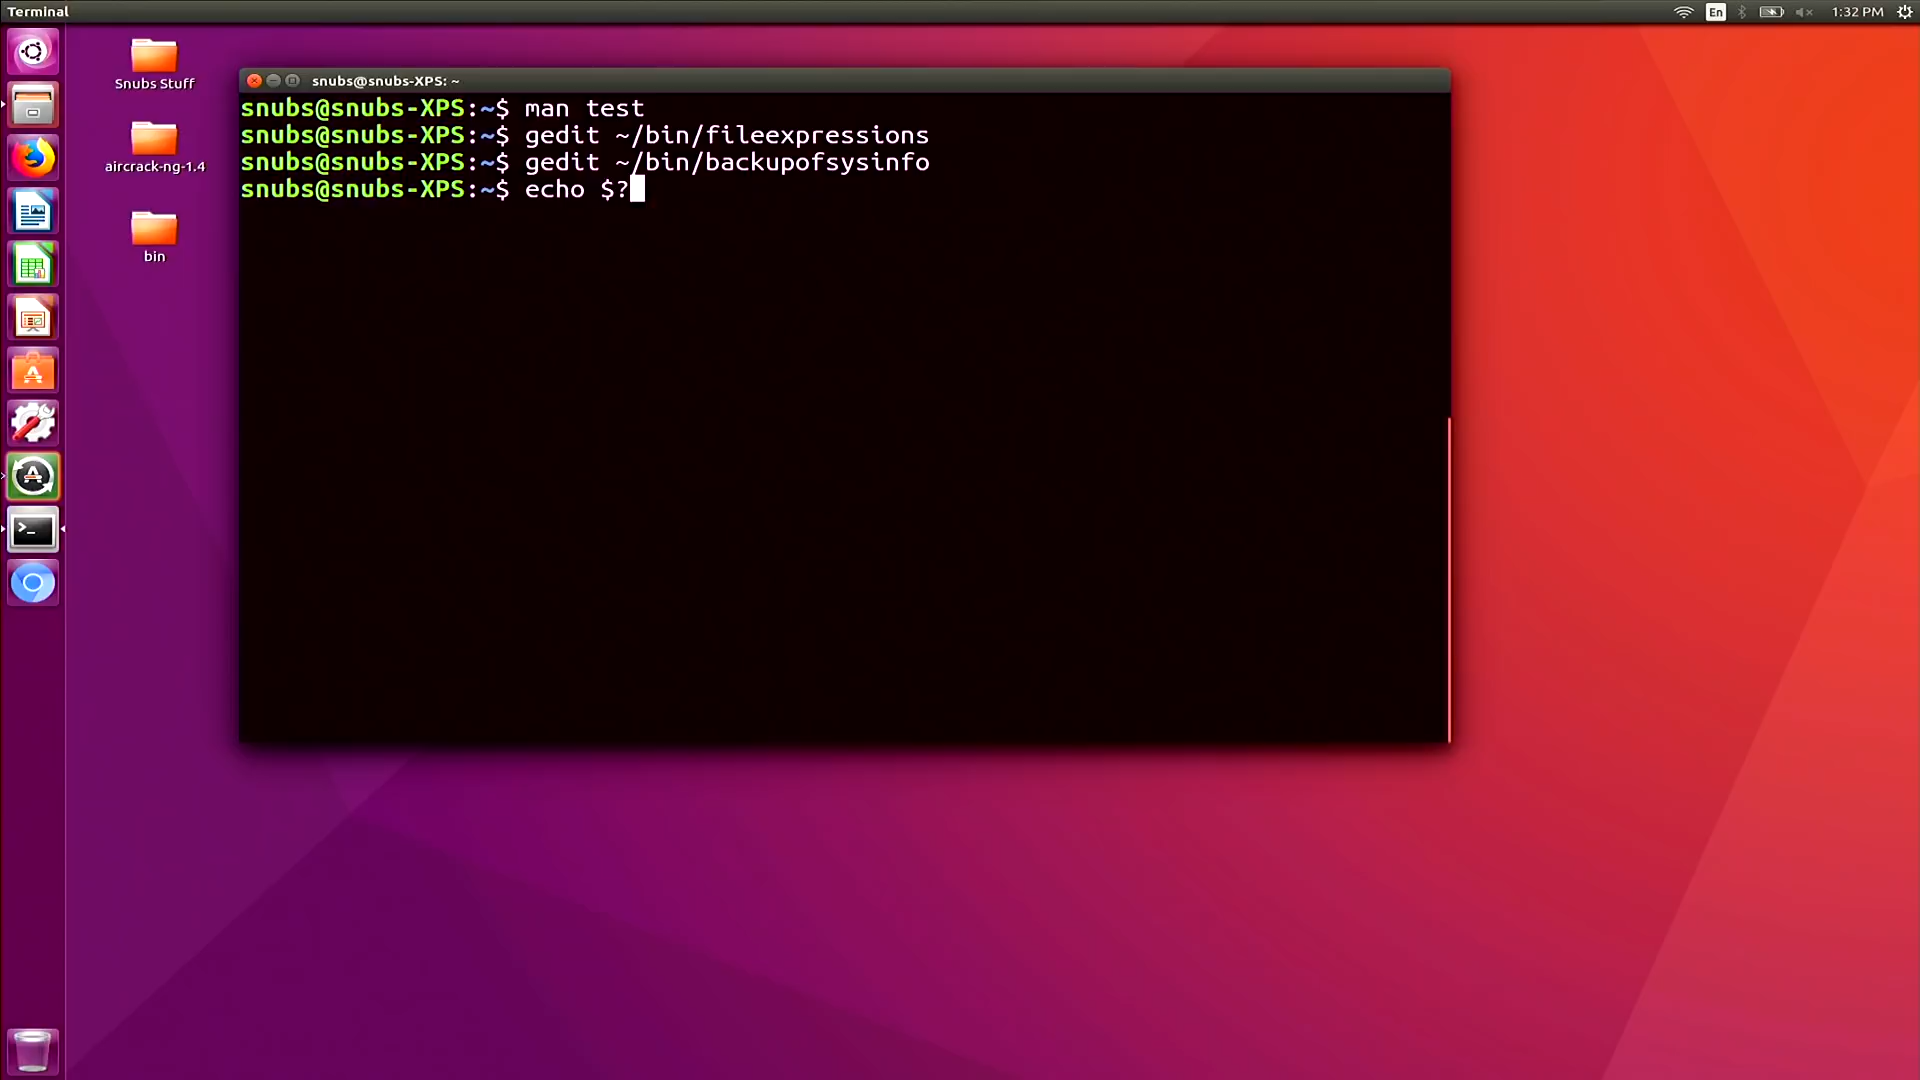 Terminal
En
1:32 PM
Snubs Stuff
aircrack-ng-1.4
bin
snubs@snubs-XPS: ~
snubs@snubs-XPS:~$ man test
snubs@snubs-XPS:~$ gedit ~/bin/fileexpressions
snubs@snubs-XPS:~$ gedit ~/bin/backupofsysinfo
snubs@snubs-XPS:~$ echo $?